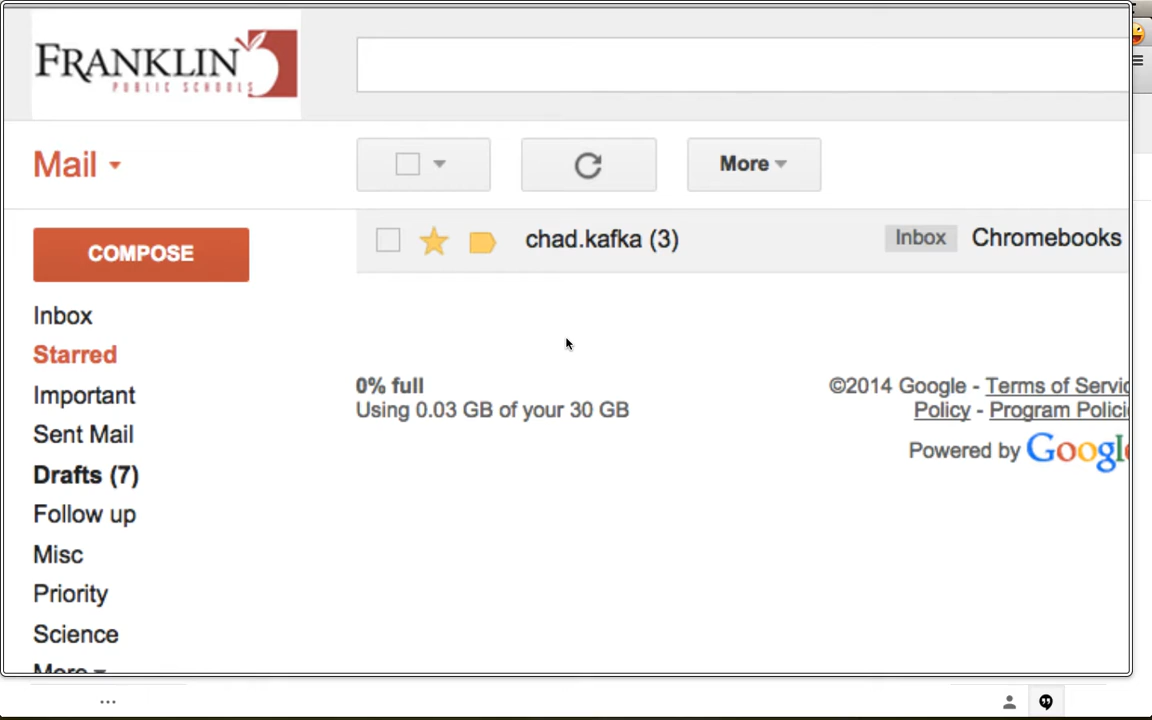 FRANKLIN
PUBLIC SCHOOLS
Mail
More
COMPOSE
chad.kafka (3)
Inbox
Chromebooks
Inbox
Starred
Important
Sent Mail
Drafts (7)
Follow up
Misc
Priority
Science
More
0% full
Using 0.03 GB of your 30 GB
©2014 Google - Terms of Servic
Policy - Program Polici
Powered by Google